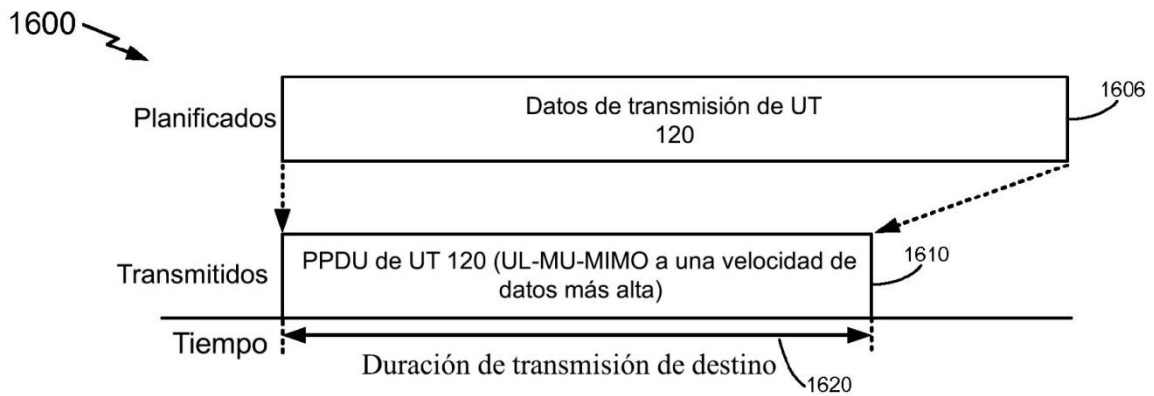 1600
Planificados
Datos de transmisión de UT
120
1606
Transmitidos
PPDU de UT 120 (UL-MU-MIMO a una velocidad de
datos más alta)
1610
Tiempo
Duración de transmisión de destino
1620